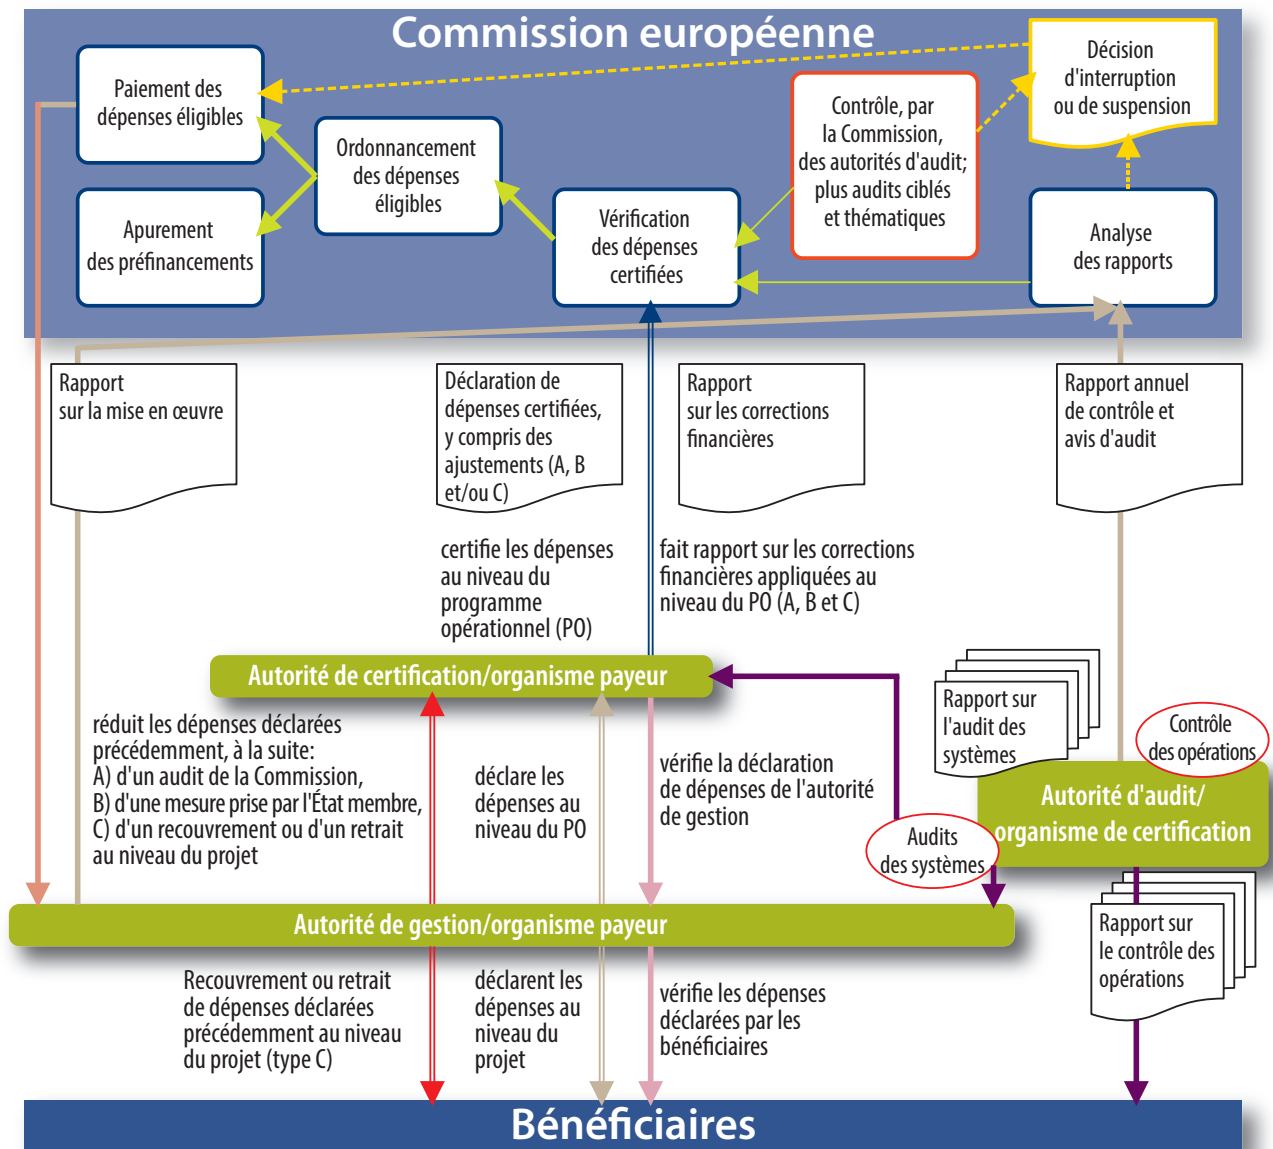 Commission européenne
Paiement des
dépenses éligibles
Ordonnancement
des dépenses
éligibles
Apurement
des préfinancements
Vérification
des dépenses
certifiées
Contrôle, par
la Commission,
des autorités d'audit;
plus audits ciblés
et thématiques
Décision
d'interruption
ou de suspension
Analyse
des rapports
Rapport
sur la mise en œuvre
Déclaration de
dépenses certifiées,
y compris des
ajustements (A, B
et/ou C)
Rapport
sur les corrections
financières
Rapport annuel
de contrôle et
avis d'audit
certifie les dépenses
au niveau du
programme
opérationnel (PO)
fait rapport sur les corrections
financières appliquées au
niveau du PO (A, B et C)
Autorité de certification/organisme payeur
réduit les dépenses déclarées
précédemment, à la suite:
A) d'un audit de la Commission,
B) d'une mesure prise par l'État membre,
C) d'un recouvrement ou d'un retrait
au niveau du projet
déclare les
dépenses au
niveau du PO
vérifie la déclaration
de dépenses de l'autorité
de gestion
Rapport sur
l'audit des
systèmes
Contrôle
des opérations
Autorité d'audit/
organisme de certification
Audits
des systèmes
Autorité de gestion/organisme payeur
Rapport sur
le contrôle des
opérations
Recouvrement ou retrait
de dépenses déclarées
précédemment au niveau
du projet (type C)
déclarent les
dépenses au
niveau du
projet
vérifie les dépenses
déclarées par les
bénéficiaires
Bénéficiaires